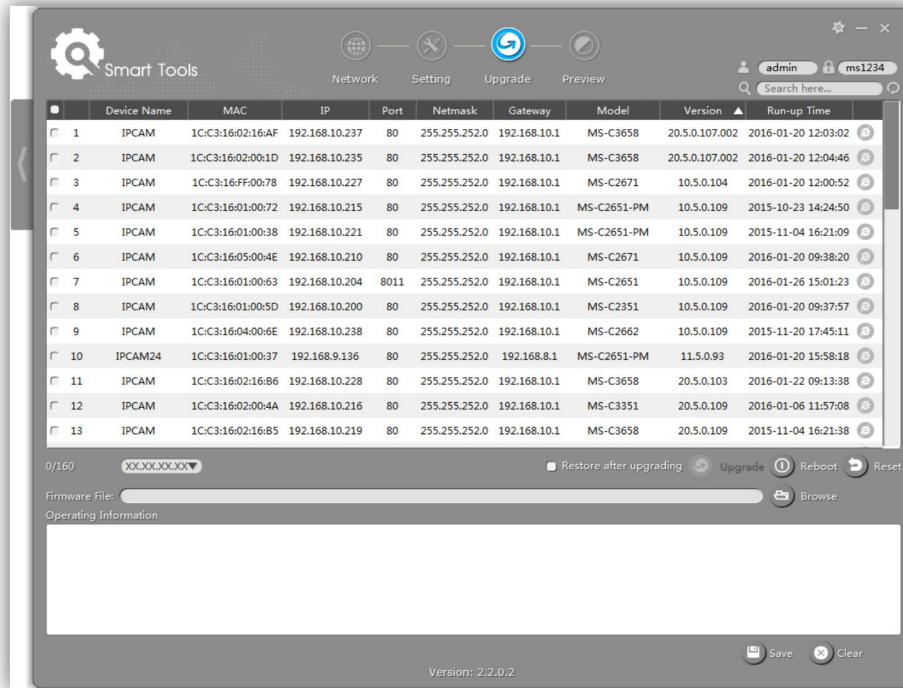 Smart Tools
Network Setting Upgrade Preview
admin ms1234
Search here...
Device Name MAC IP Port Netmask Gateway Model Version ▲ Run-up Time
1 IPCAM 1C:C3:16:02:16:AF 192.168.10.237 80 255.255.252.0 192.168.10.1 MS-C3658 20.5.0.107.002 2016-01-20 12:03:02
2 IPCAM 1C:C3:16:02:00:1D 192.168.10.235 80 255.255.252.0 192.168.10.1 MS-C3658 20.5.0.107.002 2016-01-20 12:04:46
3 IPCAM 1C:C3:16:FF:00:78 192.168.10.227 80 255.255.252.0 192.168.10.1 MS-C2671 10.5.0.104 2016-01-20 12:00:52
4 IPCAM 1C:C3:16:01:00:72 192.168.10.215 80 255.255.252.0 192.168.10.1 MS-C2651-PM 10.5.0.109 2015-10-23 14:24:50
5 IPCAM 1C:C3:16:01:00:38 192.168.10.221 80 255.255.252.0 192.168.10.1 MS-C2651-PM 10.5.0.109 2015-11-04 16:21:09
6 IPCAM 1C:C3:16:05:00:4E 192.168.10.210 80 255.255.252.0 192.168.10.1 MS-C2671 10.5.0.109 2016-01-20 09:38:20
7 IPCAM 1C:C3:16:01:00:63 192.168.10.204 8011 255.255.252.0 192.168.10.1 MS-C2651 10.5.0.109 2016-01-26 15:01:23
8 IPCAM 1C:C3:16:01:00:5D 192.168.10.200 80 255.255.252.0 192.168.10.1 MS-C2351 10.5.0.109 2016-01-20 09:37:57
9 IPCAM 1C:C3:16:04:00:6E 192.168.10.238 80 255.255.252.0 192.168.10.1 MS-C2662 10.5.0.109 2015-11-20 17:45:11
10 IPCAM24 1C:C3:16:01:00:37 192.168.9.136 80 255.255.252.0 192.168.8.1 MS-C2651-PM 11.5.0.93 2016-01-20 15:58:18
11 IPCAM 1C:C3:16:02:16:B6 192.168.10.228 80 255.255.252.0 192.168.10.1 MS-C3658 20.5.0.103 2016-01-22 09:13:38
12 IPCAM 1C:C3:16:02:00:4A 192.168.10.216 80 255.255.252.0 192.168.10.1 MS-C3351 20.5.0.109 2016-01-06 11:57:08
13 IPCAM 1C:C3:16:02:16:B5 192.168.10.219 80 255.255.252.0 192.168.10.1 MS-C3658 20.5.0.109 2015-11-04 16:21:38
0/160 XX.XX.XX.XX▼ Restore after upgrading Upgrade Reboot Reset
Firmware File: Browse
Operating Information
Save Clear
Version: 2.2.0.2